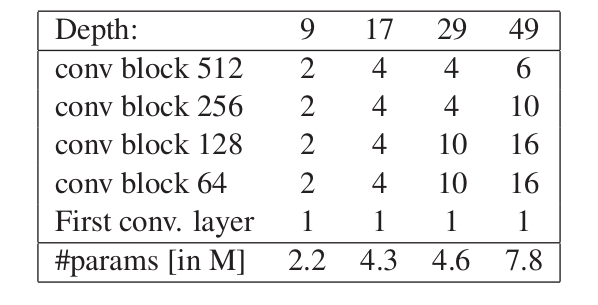 Depth: 9 17 29 49
conv block 512 2 4 4 6
conv block 256 2 4 4 10
conv block 128 2 4 10 16
conv block 64 2 4 10 16
First conv. layer 1 1 1 1
#params [in M] 2.2 4.3 4.6 7.8